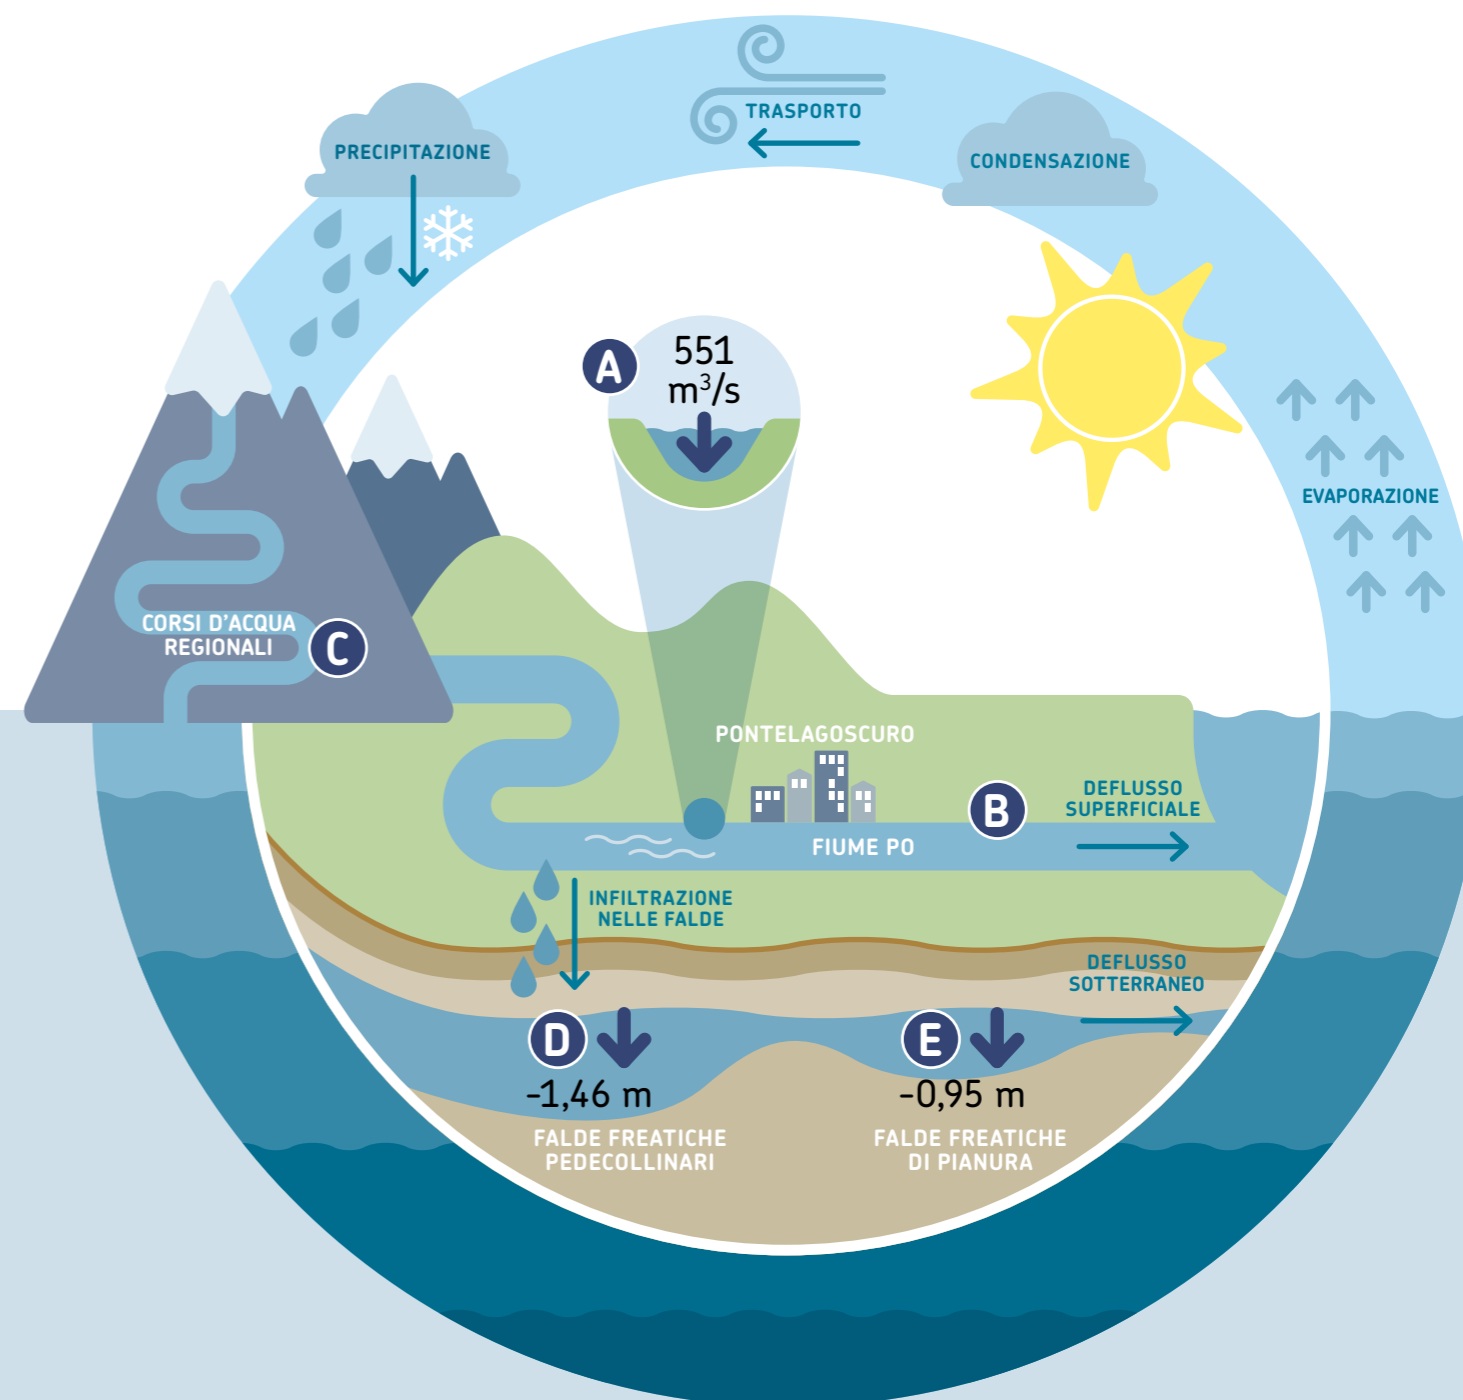 TRASPORTO
PRECIPITAZIONE
CONDENSAZIONE
A
551
m³/s
EVAPORAZIONE
CORSI D'ACQUA
REGIONALI
C
PONTELAGOSCURO
B
DEFLUSSO
SUPERFICIALE
FIUME PO
INFILTRAZIONE
NELLE FALDE
DEFLUSSO
SOTTERRANEO
D
-1,46 m
FALDE FREATICHE
PEDECOLLINARI
E
-0,95 m
FALDE FREATICHE
DI PIANURA